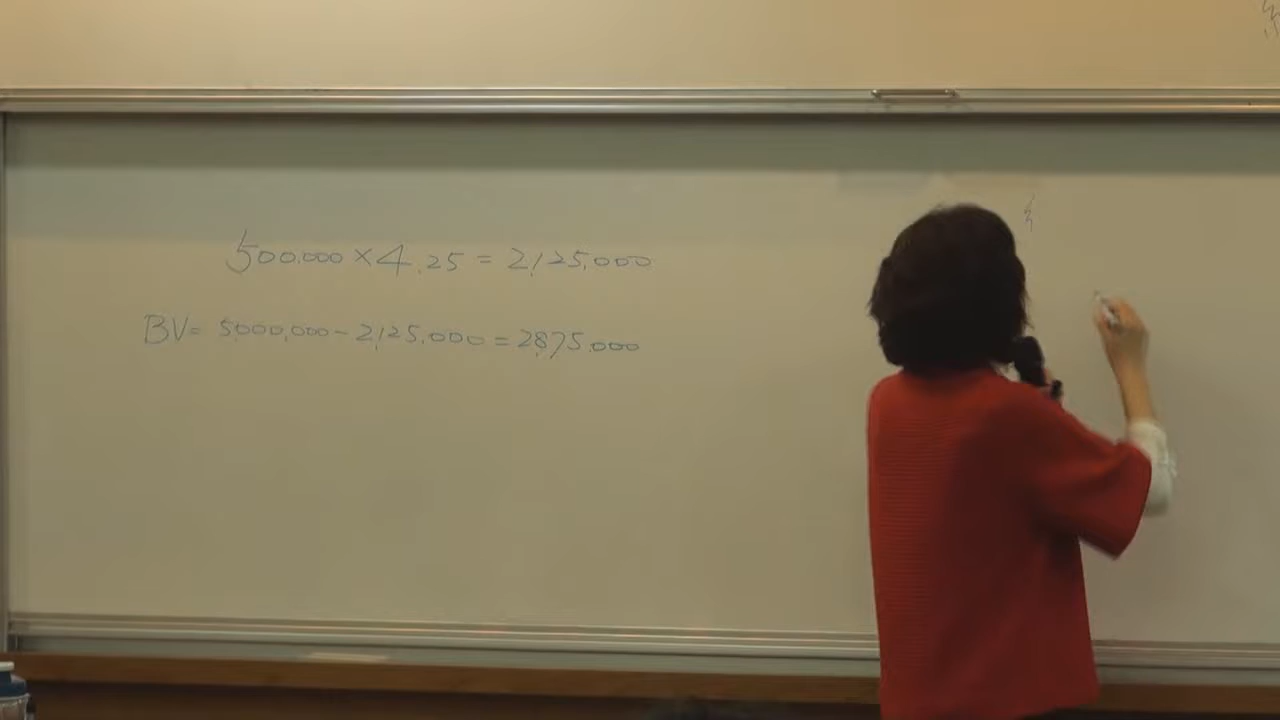 500,000 × 4.25 = 2,125,000
BV = 5,000,000 - 2,125,000 = 2,875,000